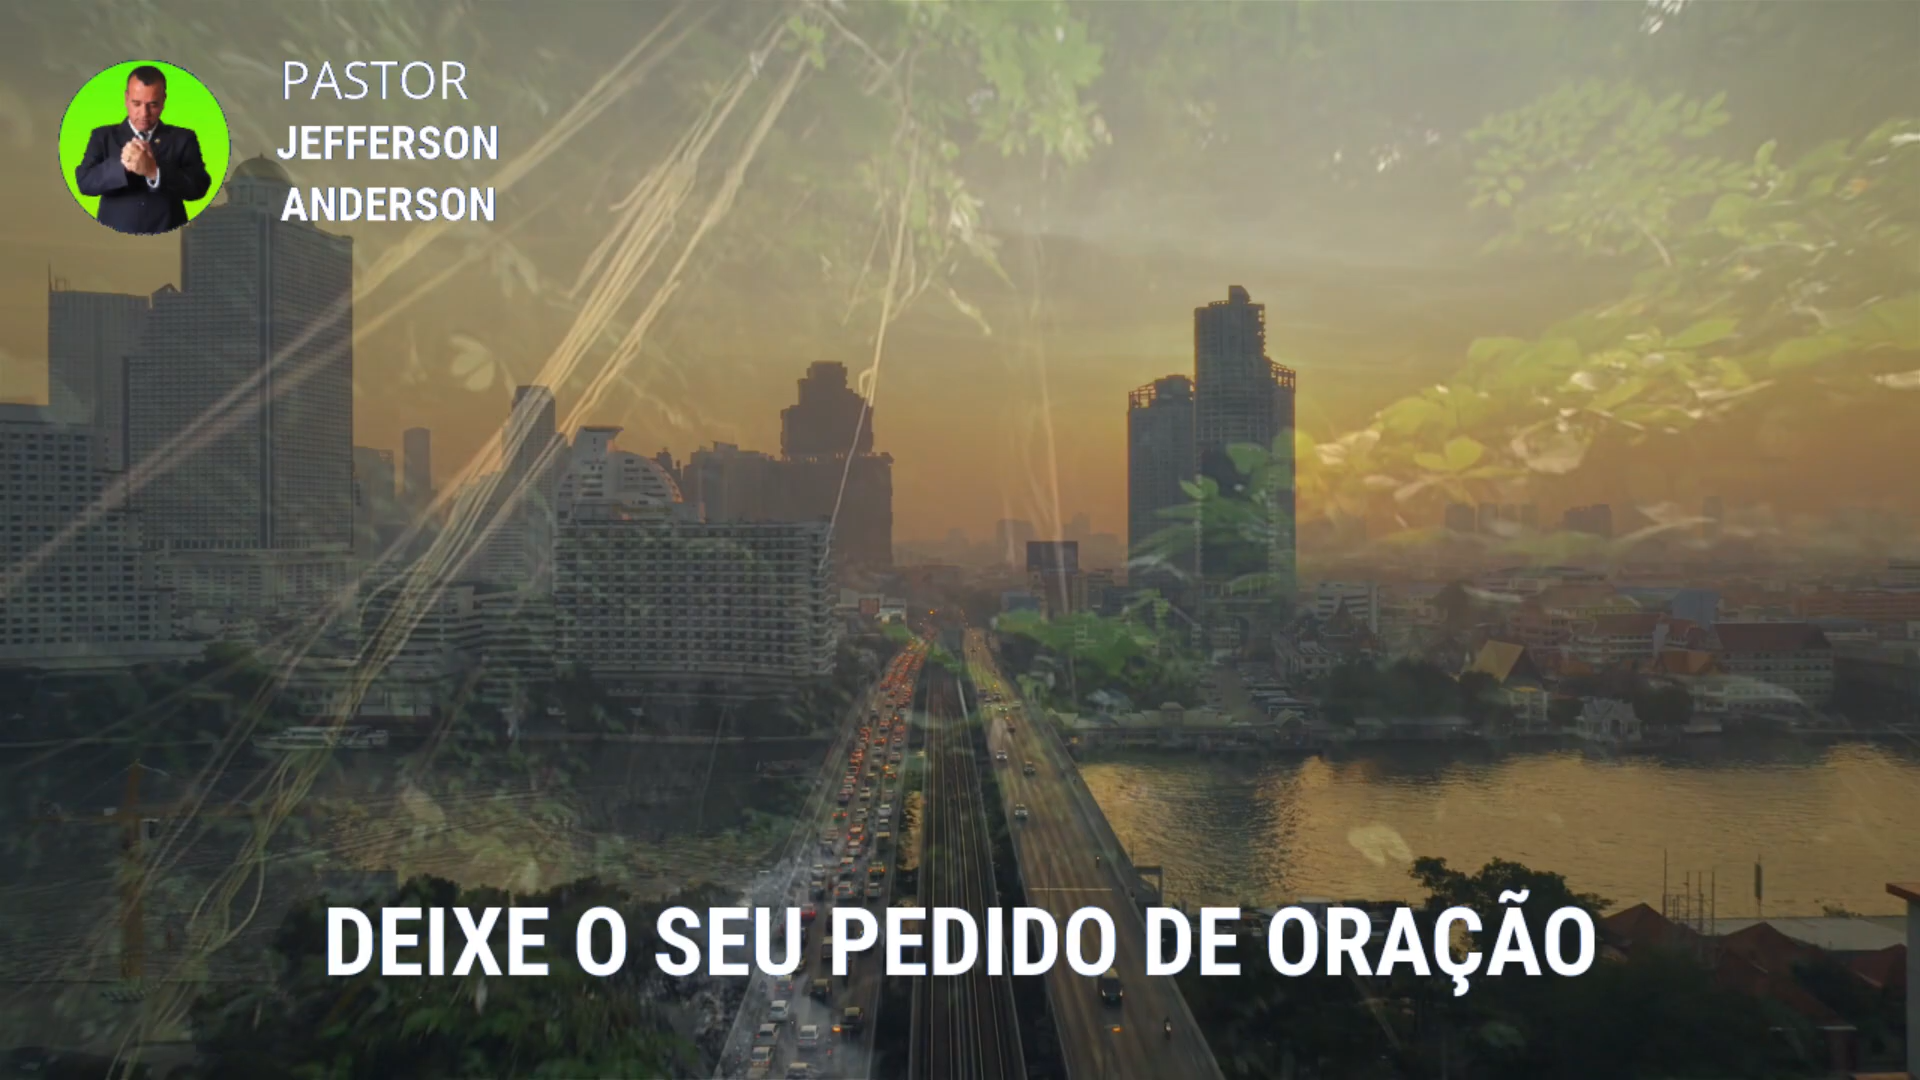 PASTOR
JEFFERSON
ANDERSON
DEIXE O SEU PEDIDO DE ORAÇÃO